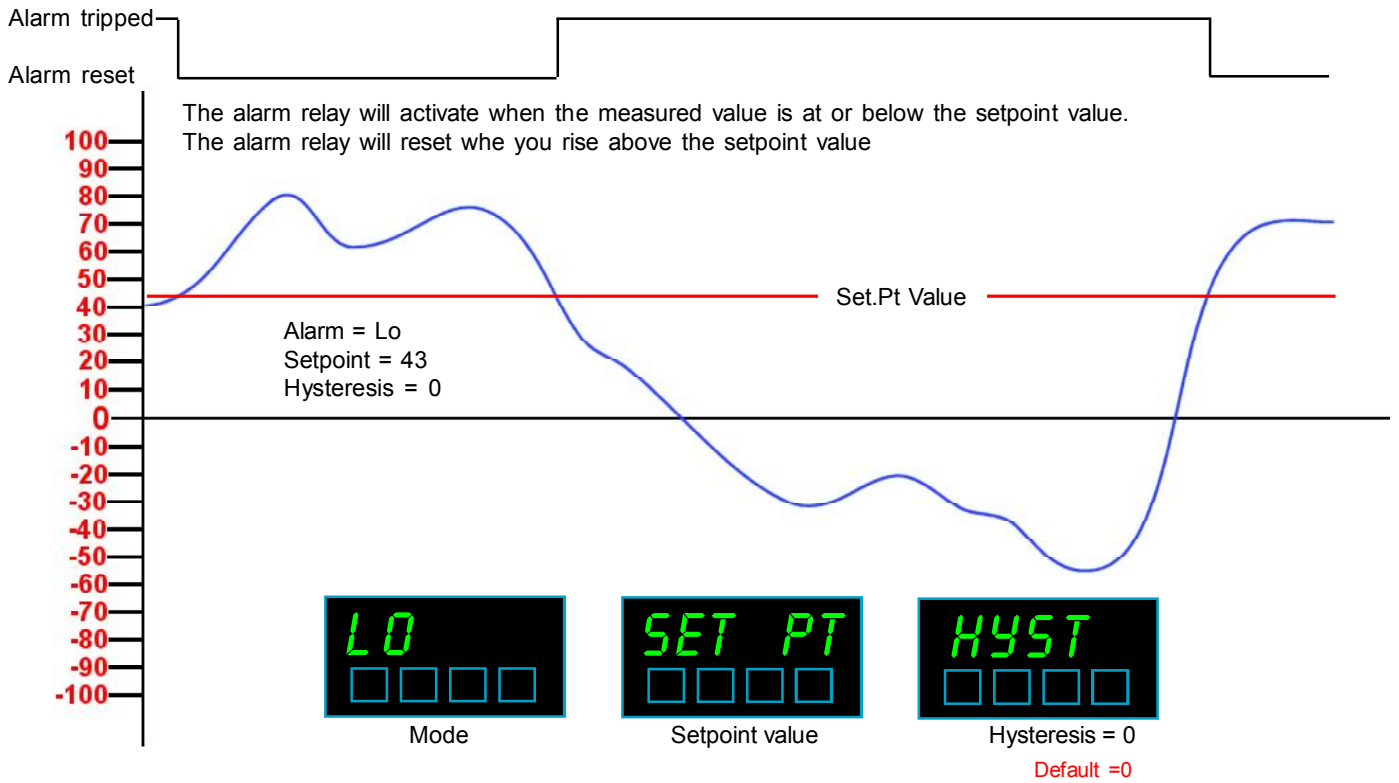 Alarm tripped
Alarm reset
The alarm relay will activate when the measured value is at or below the setpoint value.
The alarm relay will reset whe you rise above the setpoint value
100
90
80
70
60
50
40
30
20
10
0
-10
-20
-30
-40
-50
-60
-70
-80
-90
-100
Set.Pt Value
Alarm = Lo
Setpoint = 43
Hysteresis = 0
LO
SET PT
HYST
Mode
Setpoint value
Hysteresis = 0
Default =0